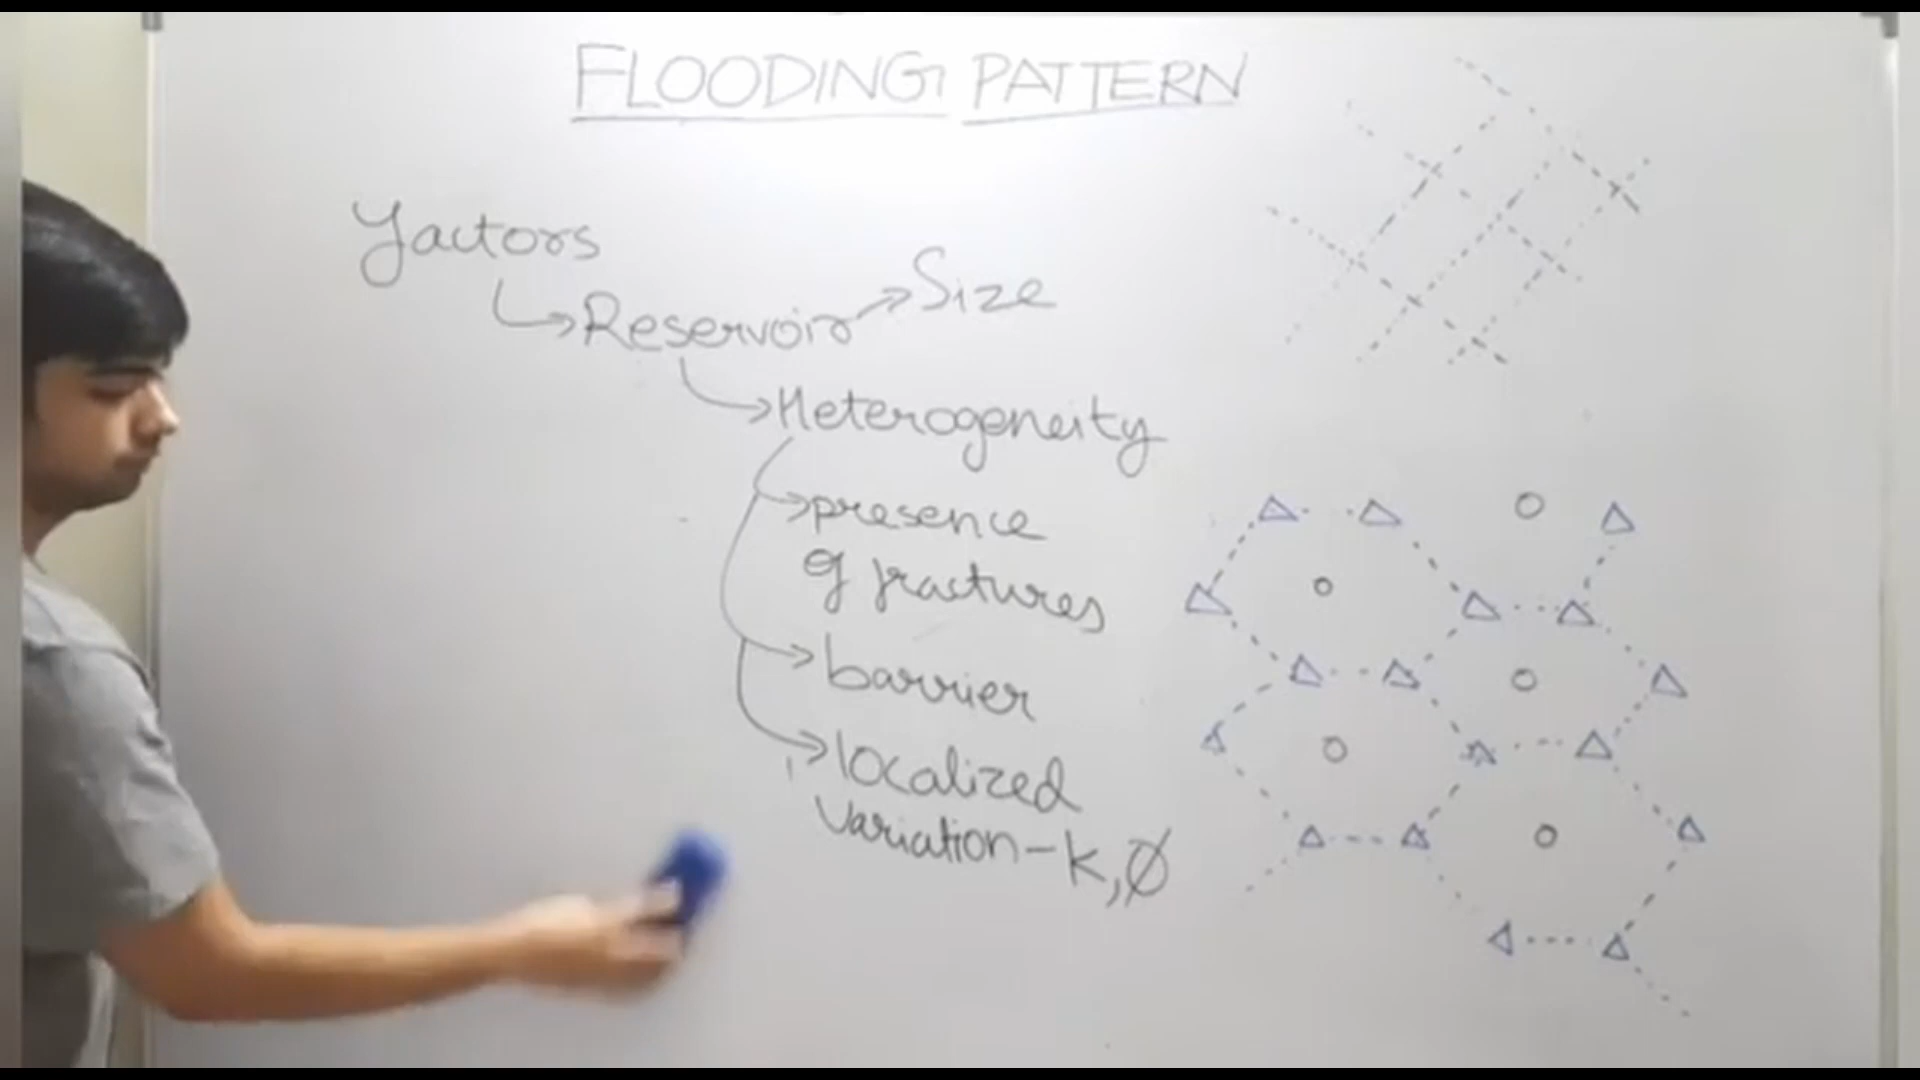 FLOODING PATTERN
Factors
Reservoir
Size
Heterogeneity
presence
of fractures
barrier
localized
variation - K, Ø